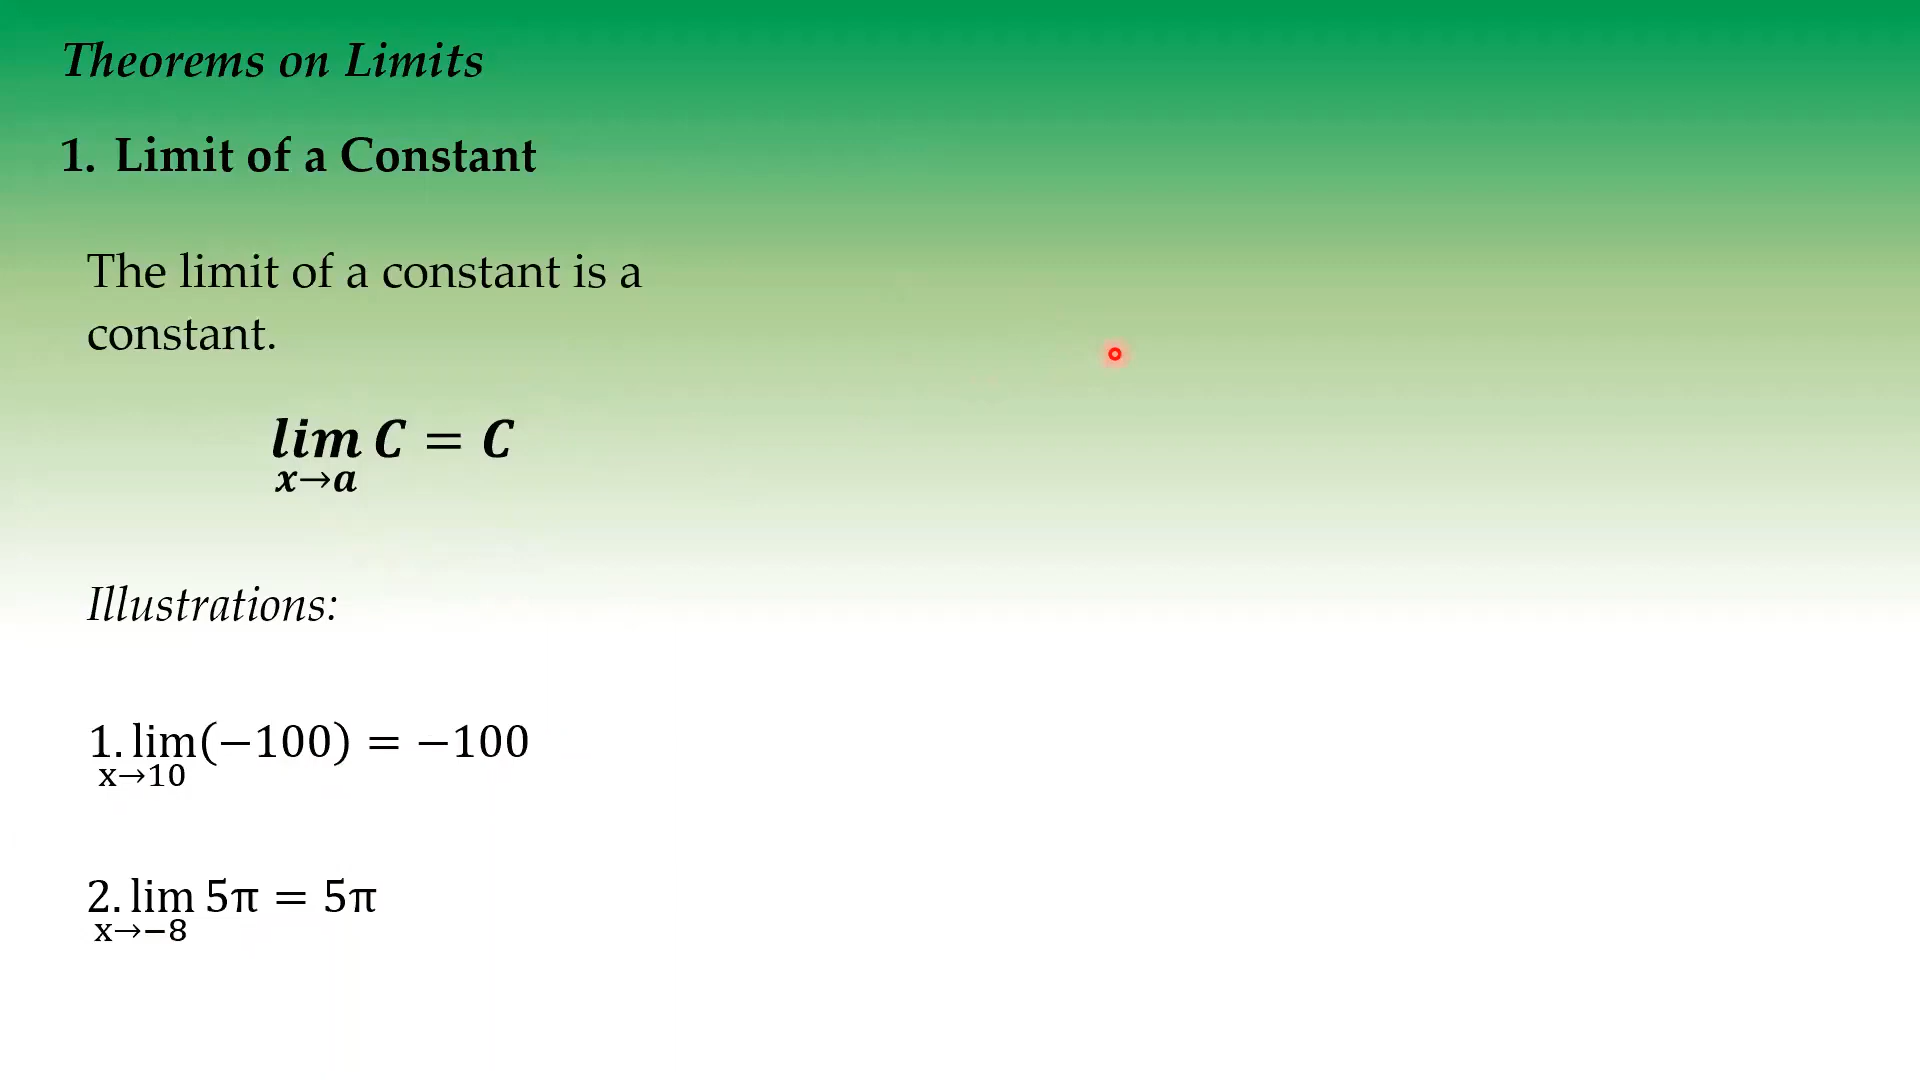 Theorems on Limits
1. Limit of a Constant
The limit of a constant is a
constant.
lim C = C
x→a
Illustrations:
1. lim(−100) = −100
x→10
2. lim 5π = 5π
x→−8